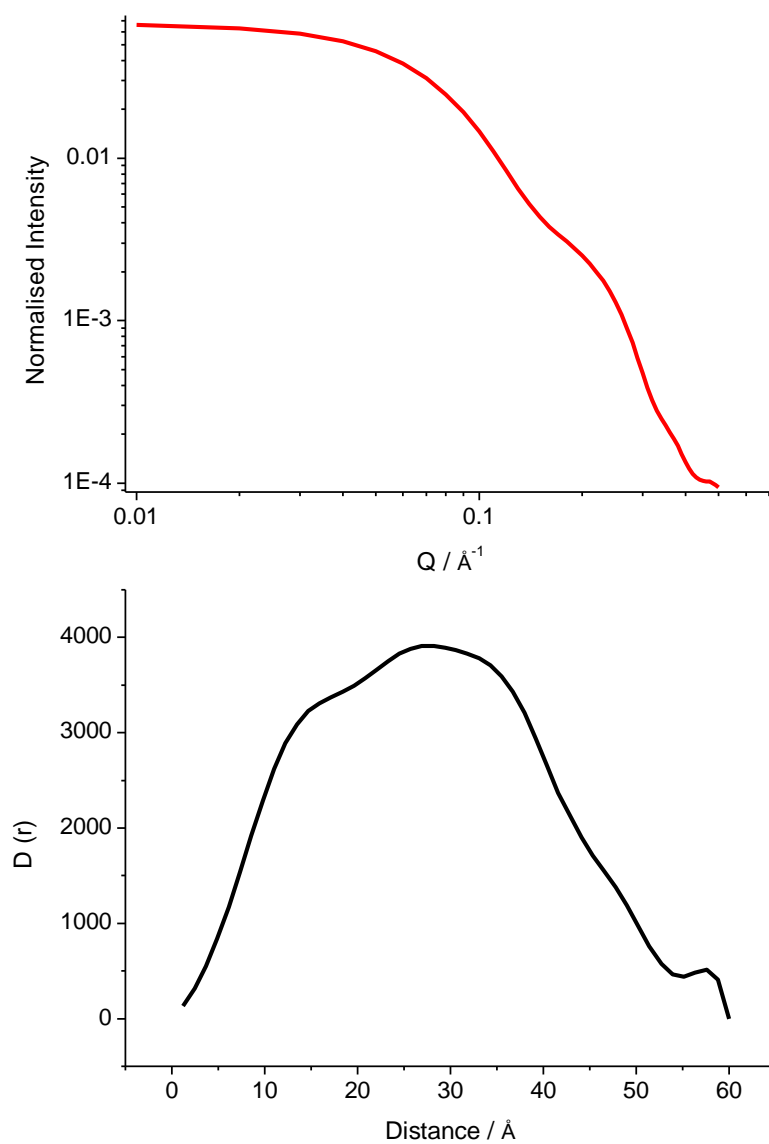 0.01
1E-3
1E-4
Normalised Intensity
0.01 0.1
Q / Å-1
4000
3000
2000
1000
0
D (r)
0 10 20 30 40 50 60
Distance / Å